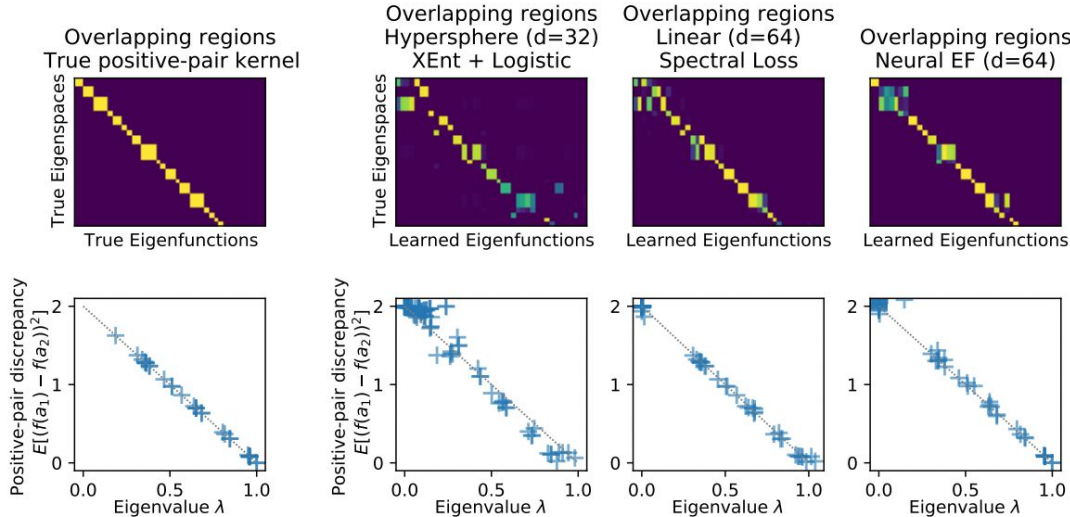 Overlapping regions
True positive-pair kernel
Overlapping regions
Hypersphere (d=32)
XEnt + Logistic
Overlapping regions
Linear (d=64)
Spectral Loss
Overlapping regions
Neural EF (d=64)
True Eigenspaces
True Eigenfunctions
True Eigenspaces
Learned Eigenfunctions
Learned Eigenfunctions
Learned Eigenfunctions
Positive-pair discrepancy
E[(f(a₁) − f(a₂))²]
2
1
0
0.0 0.5 1.0
Eigenvalue λ
Positive-pair discrepancy
E[(f(a₁) − f(a₂))²]
2
1
0
0.0 0.5 1.0
Eigenvalue λ
2
1
0
0.0 0.5 1.0
Eigenvalue λ
2
1
0
0.0 0.5 1.0
Eigenvalue λ